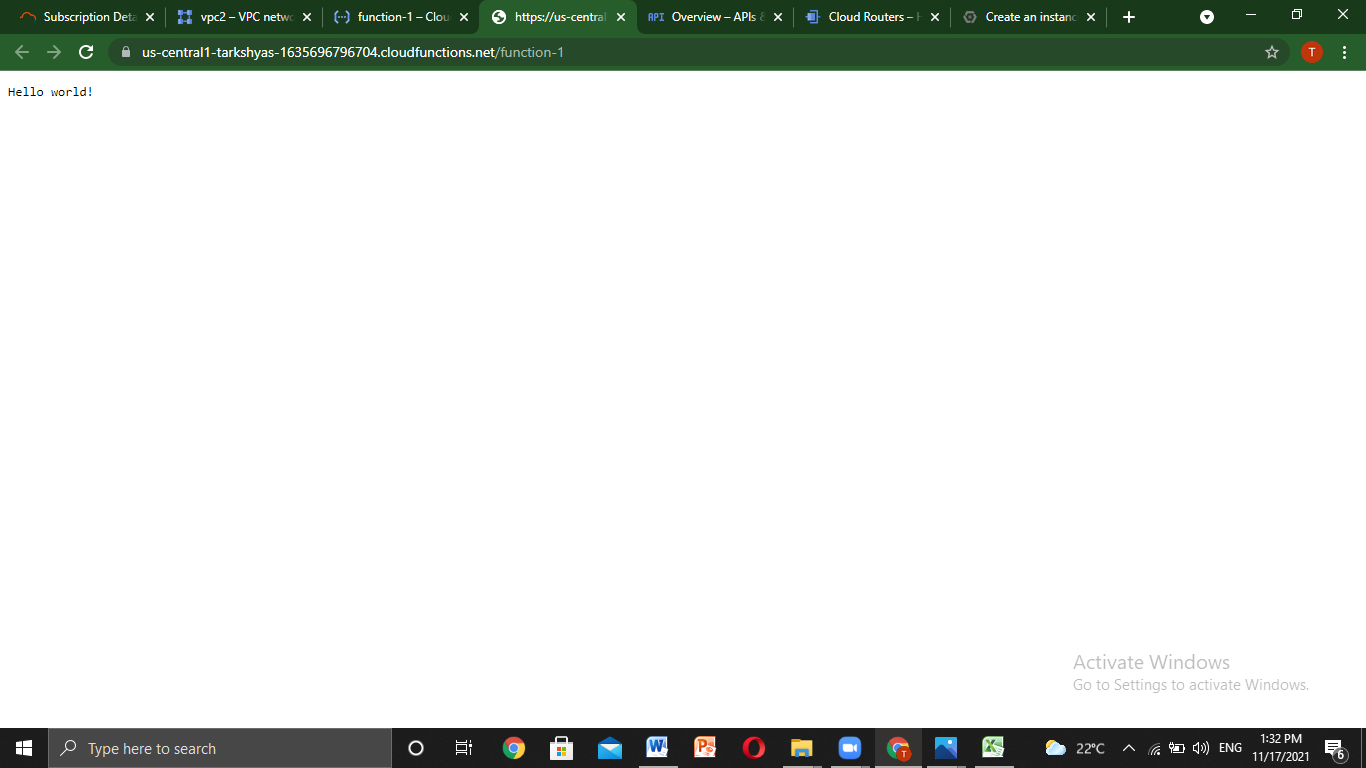 Subscription Deta
vpc2 – VPC netwo
function-1 – Clou
https://us-central
API Overview – APIs &
Cloud Routers – H
Create an instanc
us-central1-tarkshyas-1635696796704.cloudfunctions.net/function-1
T
Hello world!
Activate Windows
Go to Settings to activate Windows.
Type here to search
22°C
ENG
1:32 PM
11/17/2021
6